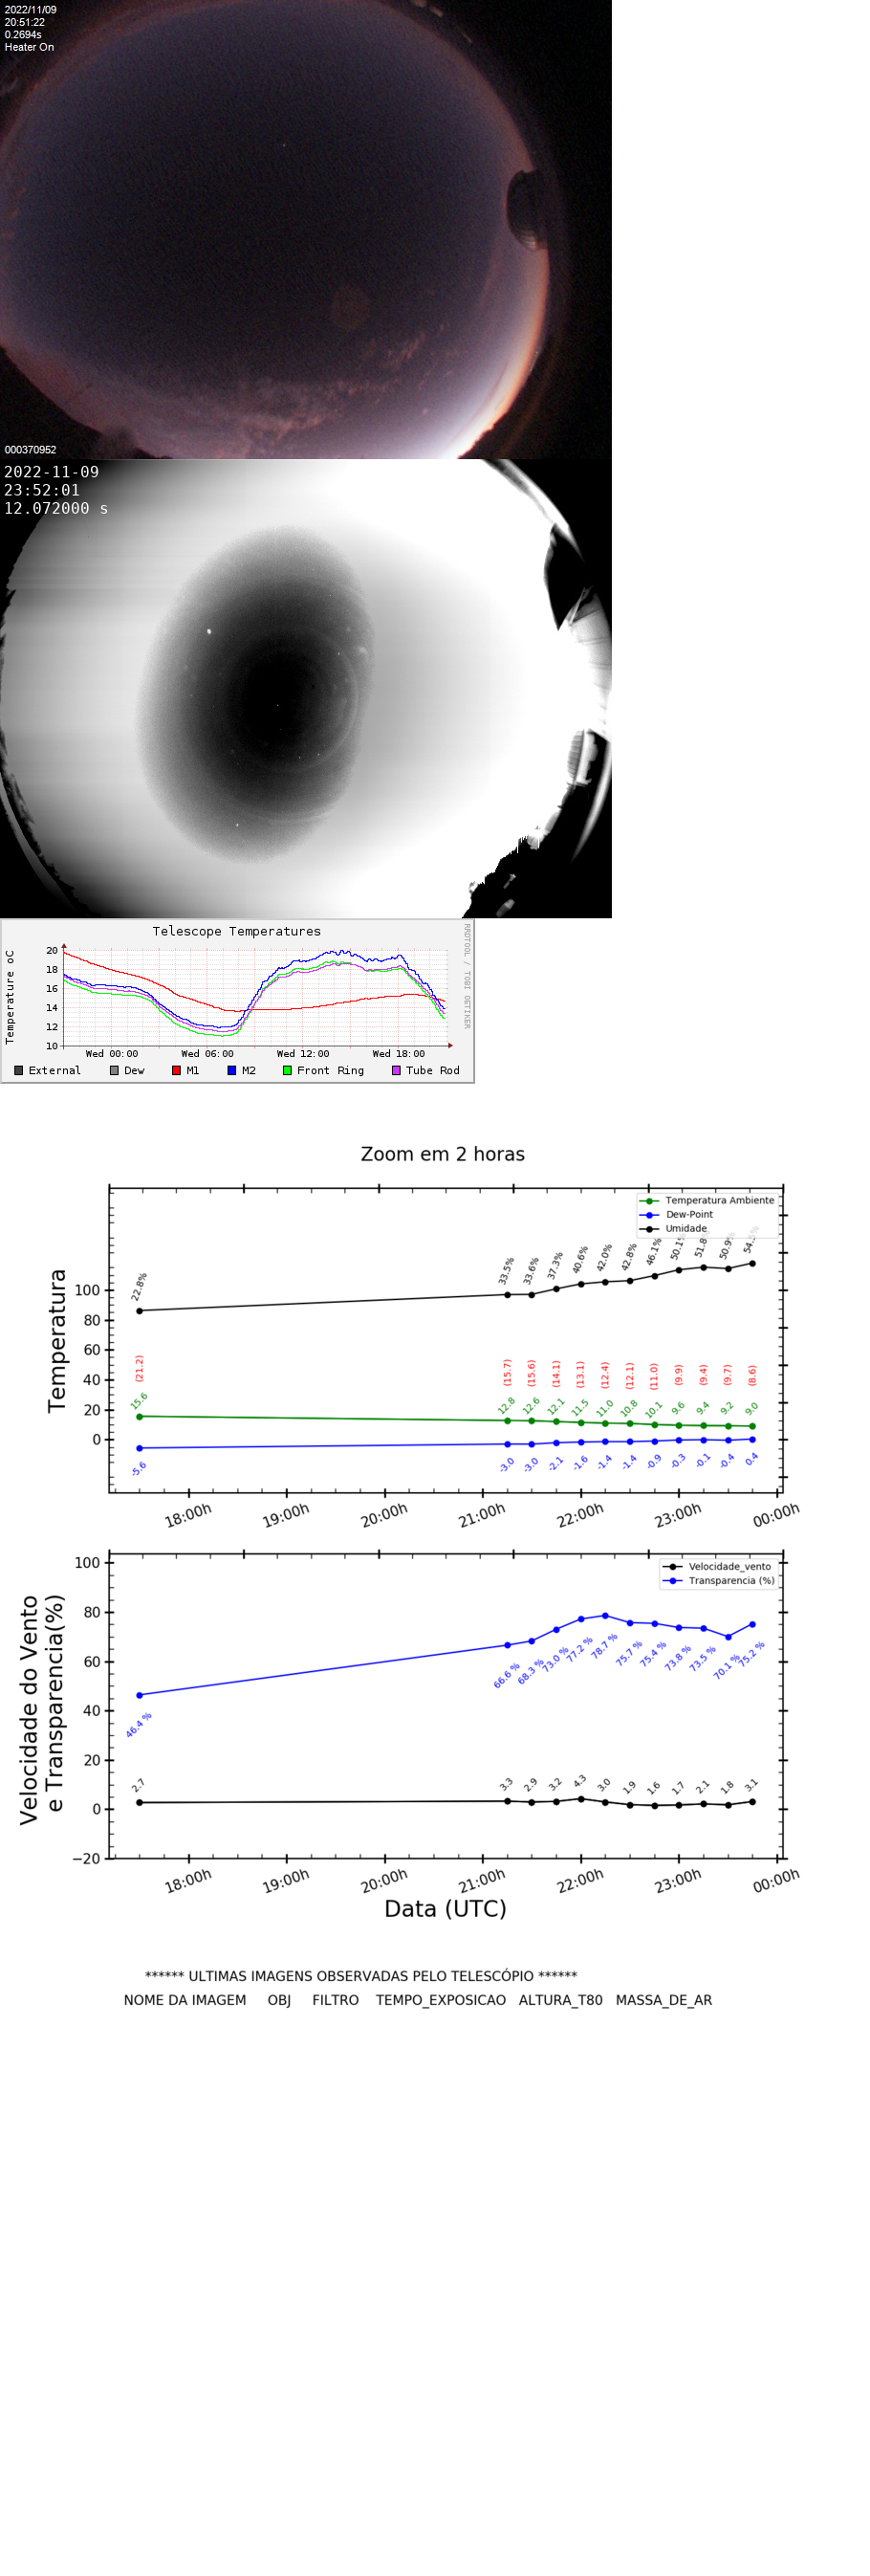 2022/11/09
20:51:22
0.2694s
Heater On
000370952
2022-11-09
23:52:01
12.072000 s
Telescope Temperatures
RRDTOOL / TOBI OETIKER
Temperature oC
20
18
16
14
12
10
Wed 00:00 Wed 06:00 Wed 12:00 Wed 18:00
External Dew M1 M2 Front Ring Tube Rod
Zoom em 2 horas
Temperatura Ambiente
Dew-Point
Umidade
Temperatura
100
80
60
40
20
0
22.8% 33.5% 33.6% 37.3% 40.6% 42.0% 42.8% 46.1% 50.1% 51.8% 50.9%
(21.2) (15.7) (15.6) (14.1) (13.1) (12.4) (12.1) (11.0) (9.9) (9.4) (9.7) (8.6)
15.6 12.8 12.6 12.1 11.5 11.0 10.8 10.1 9.6 9.4 9.2 9.0
-5.6 -3.0 -3.0 -2.1 -1.6 -1.4 -1.4 -0.9 -0.3 -0.1 -0.4 0.4
18:00h 19:00h 20:00h 21:00h 22:00h 23:00h 00:00h
Velocidade_vento
Transparencia (%)
Velocidade do Vento
e Transparencia(%)
100
80
60
40
20
0
−20
46.4 % 66.6 % 68.3 % 73.0 % 77.2 % 78.7 % 75.7 % 75.4 % 73.8 % 73.5 % 70.1 % 75.2 %
2.7 3.3 2.9 3.2 4.3 3.0 1.9 1.6 1.7 2.1 1.8 3.1
18:00h 19:00h 20:00h 21:00h 22:00h 23:00h 00:00h
Data (UTC)
****** ULTIMAS IMAGENS OBSERVADAS PELO TELESCÓPIO ******
NOME DA IMAGEM OBJ FILTRO TEMPO_EXPOSICAO ALTURA_T80 MASSA_DE_AR